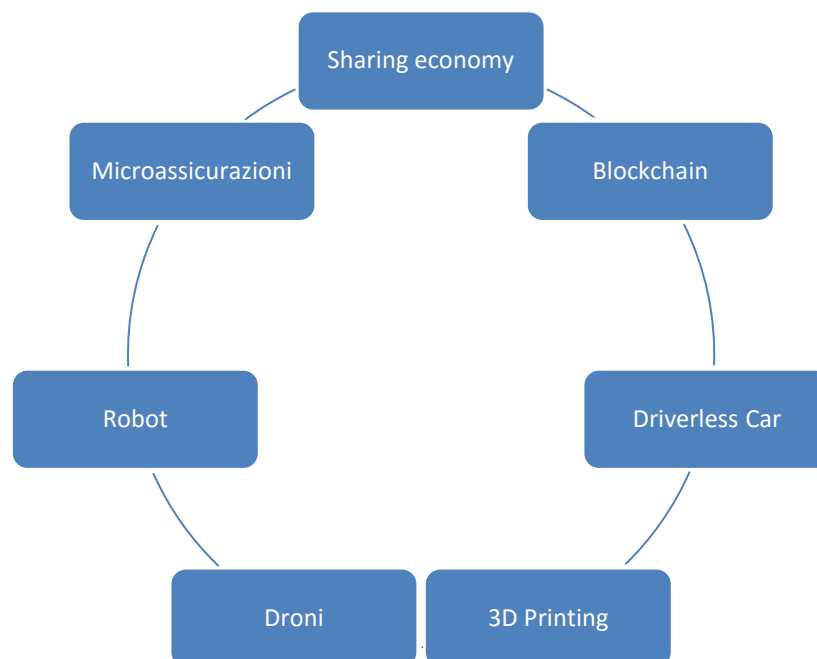 Sharing economy
Blockchain
Driverless Car
3D Printing
Droni
Robot
Microassicurazioni